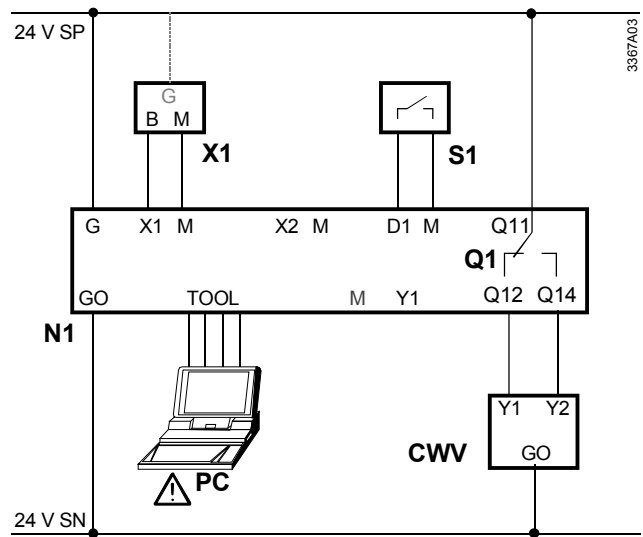 24 V SP
3367A03
G
B M
X1
S1
G X1 M X2 M D1 M Q11
Q1
GO TOOL M Y1 Q12 Q14
N1
Y1 Y2
CWV
GO
PC
24 V SN